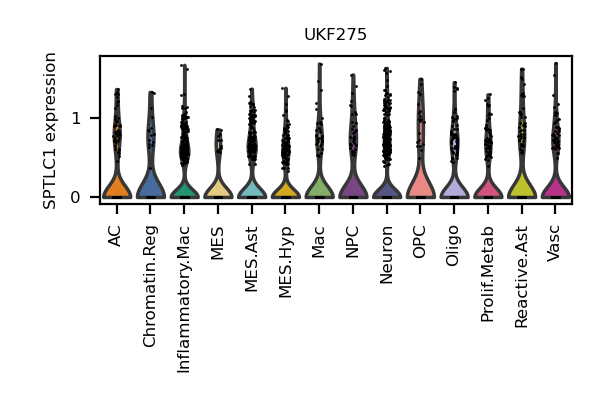 UKF275
SPTLC1 expression
1
0
AC
Chromatin.Reg
Inflammatory.Mac
MES
MES.Ast
MES.Hyp
Mac
NPC
Neuron
OPC
Oligo
Prolif.Metab
Reactive.Ast
Vasc